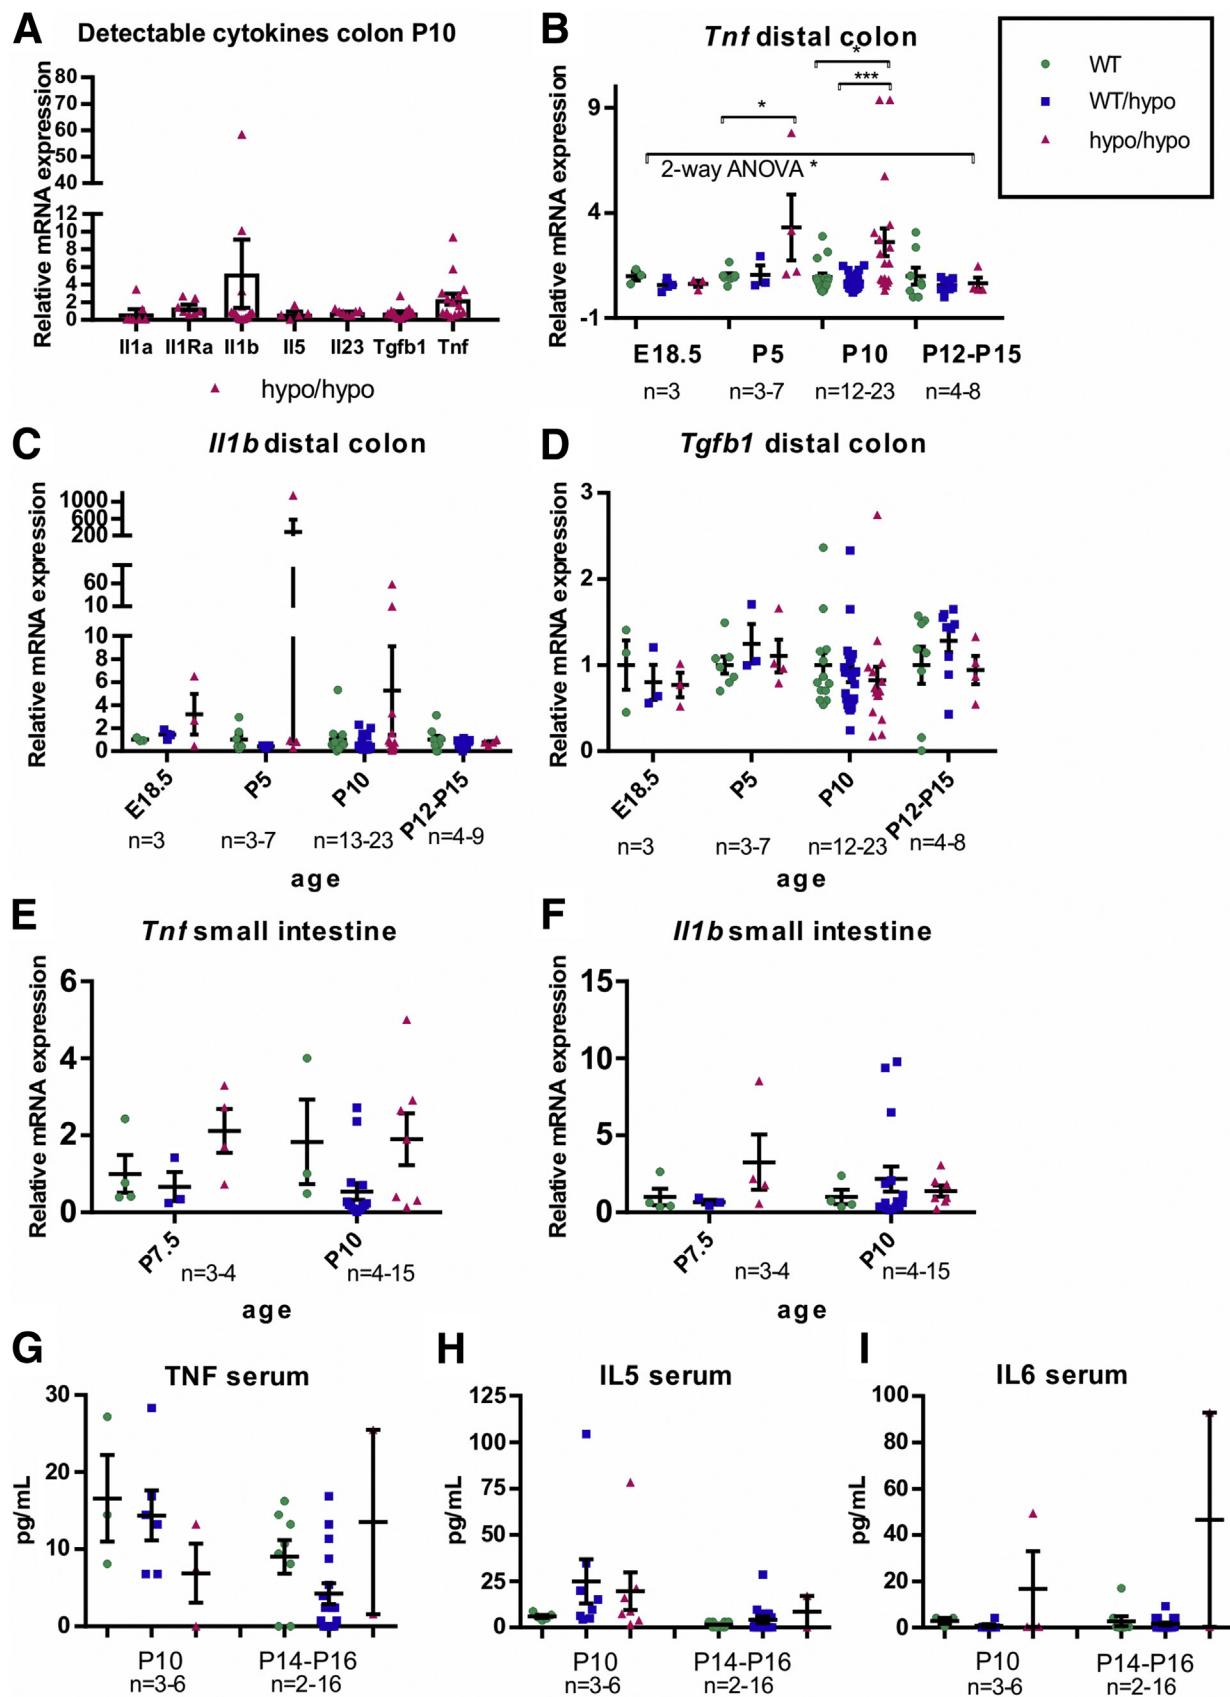 A
Detectable cytokines colon P10
Relative mRNA expression
80
70
60
50
40
12
10
8
6
4
2
0
Il1a Il1Ra Il1b Il5 Il23 Tgfb1 Tnf
hypo/hypo
B
Tnf distal colon
Relative mRNA expression
9
4
-1
*
***
*
2-way ANOVA *
E18.5 P5 P10 P12-P15
n=3 n=3-7 n=12-23 n=4-8
WT
WT/hypo
hypo/hypo
C
Il1b distal colon
Relative mRNA expression
1000
600
200
60
10
10
8
6
4
2
0
E18.5 P5 P10 P12-P15
n=3 n=3-7 n=13-23 n=4-9
age
D
Tgfb1 distal colon
Relative mRNA expression
3
2
1
0
E18.5 P5 P10 P12-P15
n=3 n=3-7 n=12-23 n=4-8
age
E
Tnf small intestine
Relative mRNA expression
6
4
2
0
P7.5 P10
n=3-4 n=4-15
age
F
Il1b small intestine
Relative mRNA expression
15
10
5
0
P7.5 P10
n=3-4 n=4-15
age
G
TNF serum
pg/mL
30
20
10
0
P10 P14-P16
n=3-6 n=2-16
H
IL5 serum
pg/mL
125
100
75
50
25
0
P10 P14-P16
n=3-6 n=2-16
I
IL6 serum
pg/mL
100
80
60
40
20
0
P10 P14-P16
n=3-6 n=2-16